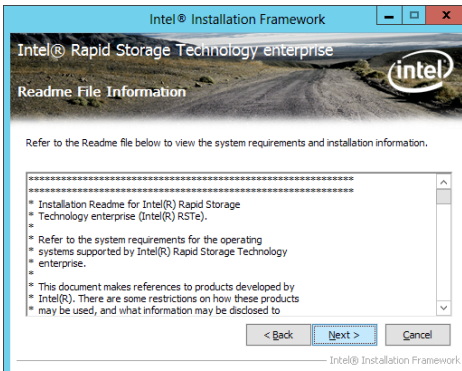 Intel® Installation Framework
Intel® Rapid Storage Technology enterprise
intel
Readme File Information
Refer to the Readme file below to view the system requirements and installation information.
******************************************************************
******************************************************************
* Installation Readme for Intel(R) Rapid Storage
* Technology enterprise (Intel(R) RSTe).
*
* Refer to the system requirements for the operating
* systems supported by Intel(R) Rapid Storage Technology
* enterprise.
*
* This document makes references to products developed by
* Intel(R). There are some restrictions on how these products
* may be used, and what information may be disclosed to
< Back Next > Cancel
Intel® Installation Framework